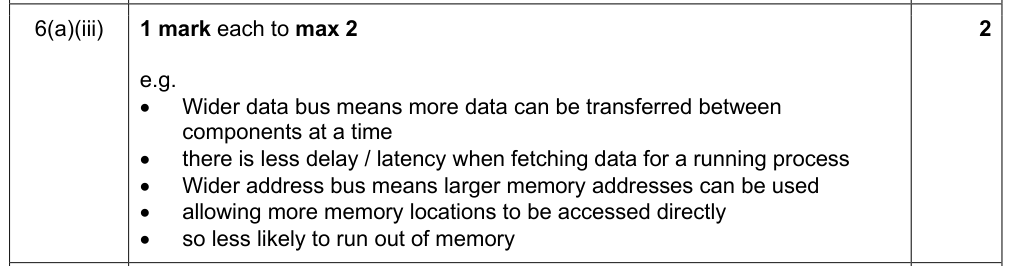 6(a)(iii) 1 mark each to max 2 2
e.g.
• Wider data bus means more data can be transferred between
components at a time
• there is less delay / latency when fetching data for a running process
• Wider address bus means larger memory addresses can be used
• allowing more memory locations to be accessed directly
• so less likely to run out of memory